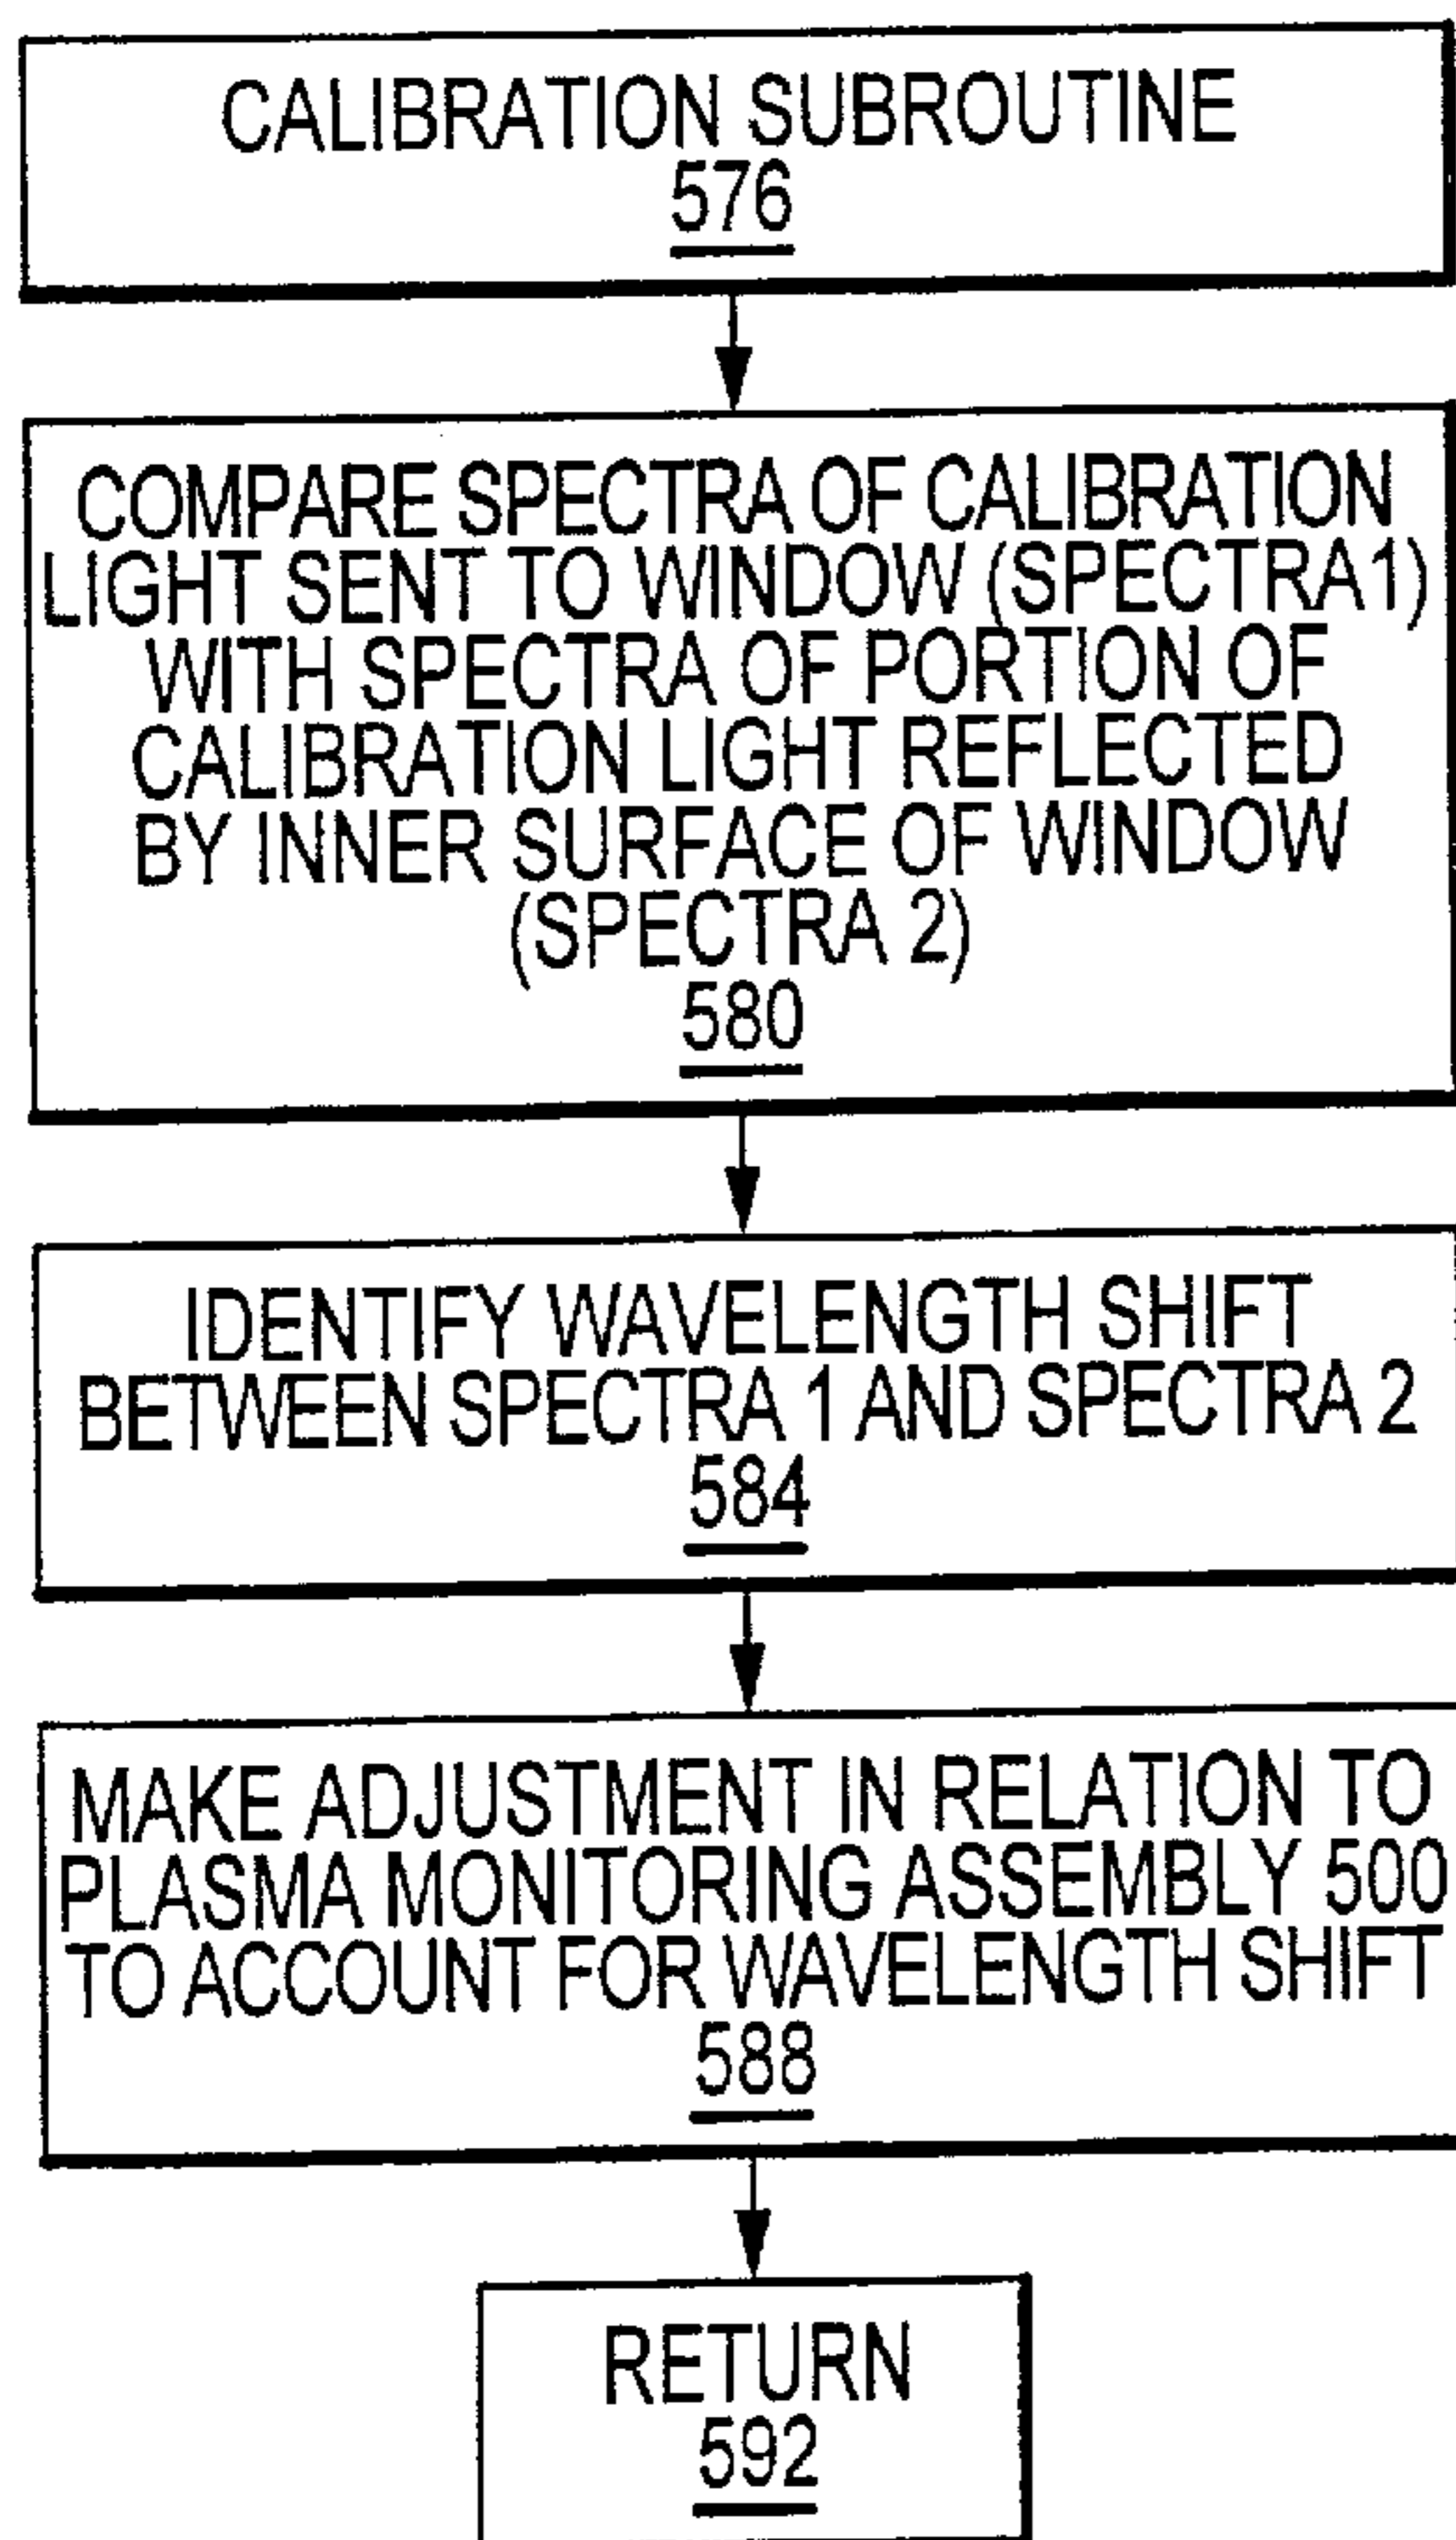 CALIBRATION SUBROUTINE
576
COMPARE SPECTRA OF CALIBRATION
LIGHT SENT TO WINDOW (SPECTRA 1)
WITH SPECTRA OF PORTION OF
CALIBRATION LIGHT REFLECTED
BY INNER SURFACE OF WINDOW
(SPECTRA 2)
580
IDENTIFY WAVELENGTH SHIFT
BETWEEN SPECTRA 1 AND SPECTRA 2
584
MAKE ADJUSTMENT IN RELATION TO
PLASMA MONITORING ASSEMBLY 500
TO ACCOUNT FOR WAVELENGTH SHIFT
588
RETURN
592